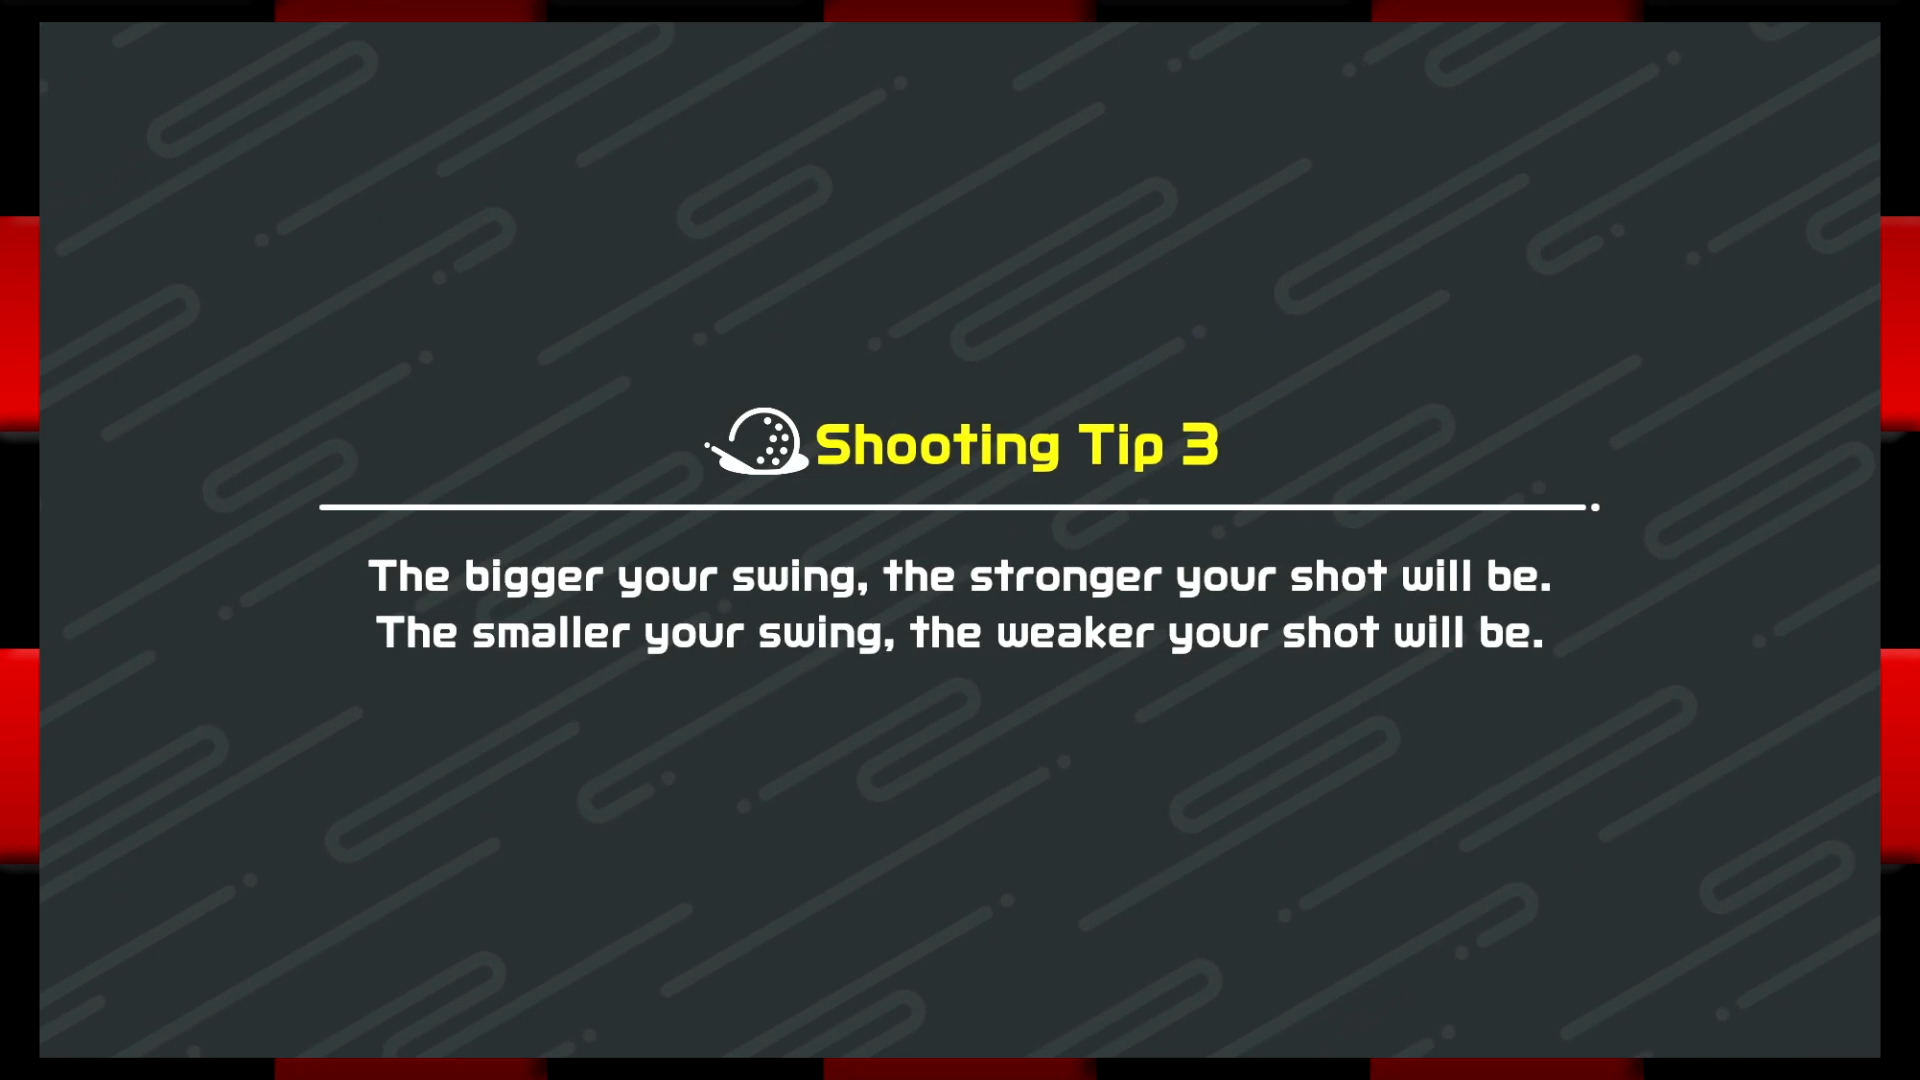 Shooting Tip 3
The bigger your swing, the stronger your shot will be.
The smaller your swing, the weaker your shot will be.